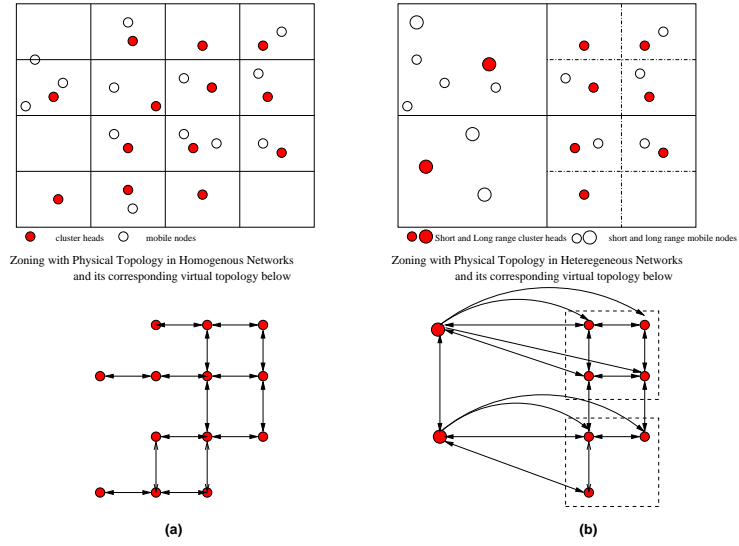 cluster heads
mobile nodes
Short and Long range cluster heads
short and long range mobile nodes
Zoning with Physical Topology in Homogenous Networks
and its corresponding virtual topology below
Zoning with Physical Topology in Heteregeneous Networks
and its corresponding virtual topology below
(a)
(b)